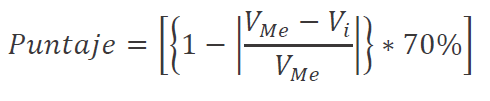 Puntaje = [{1 − |(V_Me − V_i) / V_Me|} * 70%]